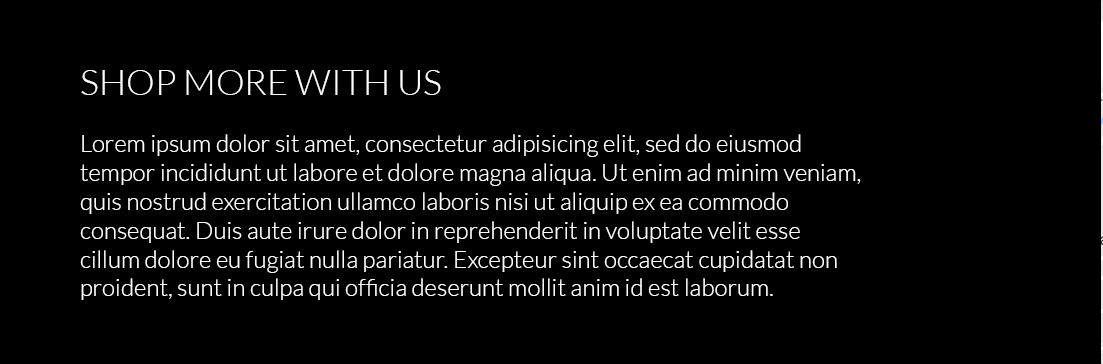 SHOP MORE WITH US
Lorem ipsum dolor sit amet, consectetur adipisicing elit, sed do eiusmod
tempor incididunt ut labore et dolore magna aliqua. Ut enim ad minim veniam,
quis nostrud exercitation ullamco laboris nisi ut aliquip ex ea commodo
consequat. Duis aute irure dolor in reprehenderit in voluptate velit esse
cillum dolore eu fugiat nulla pariatur. Excepteur sint occaecat cupidatat non
proident, sunt in culpa qui officia deserunt mollit anim id est laborum.